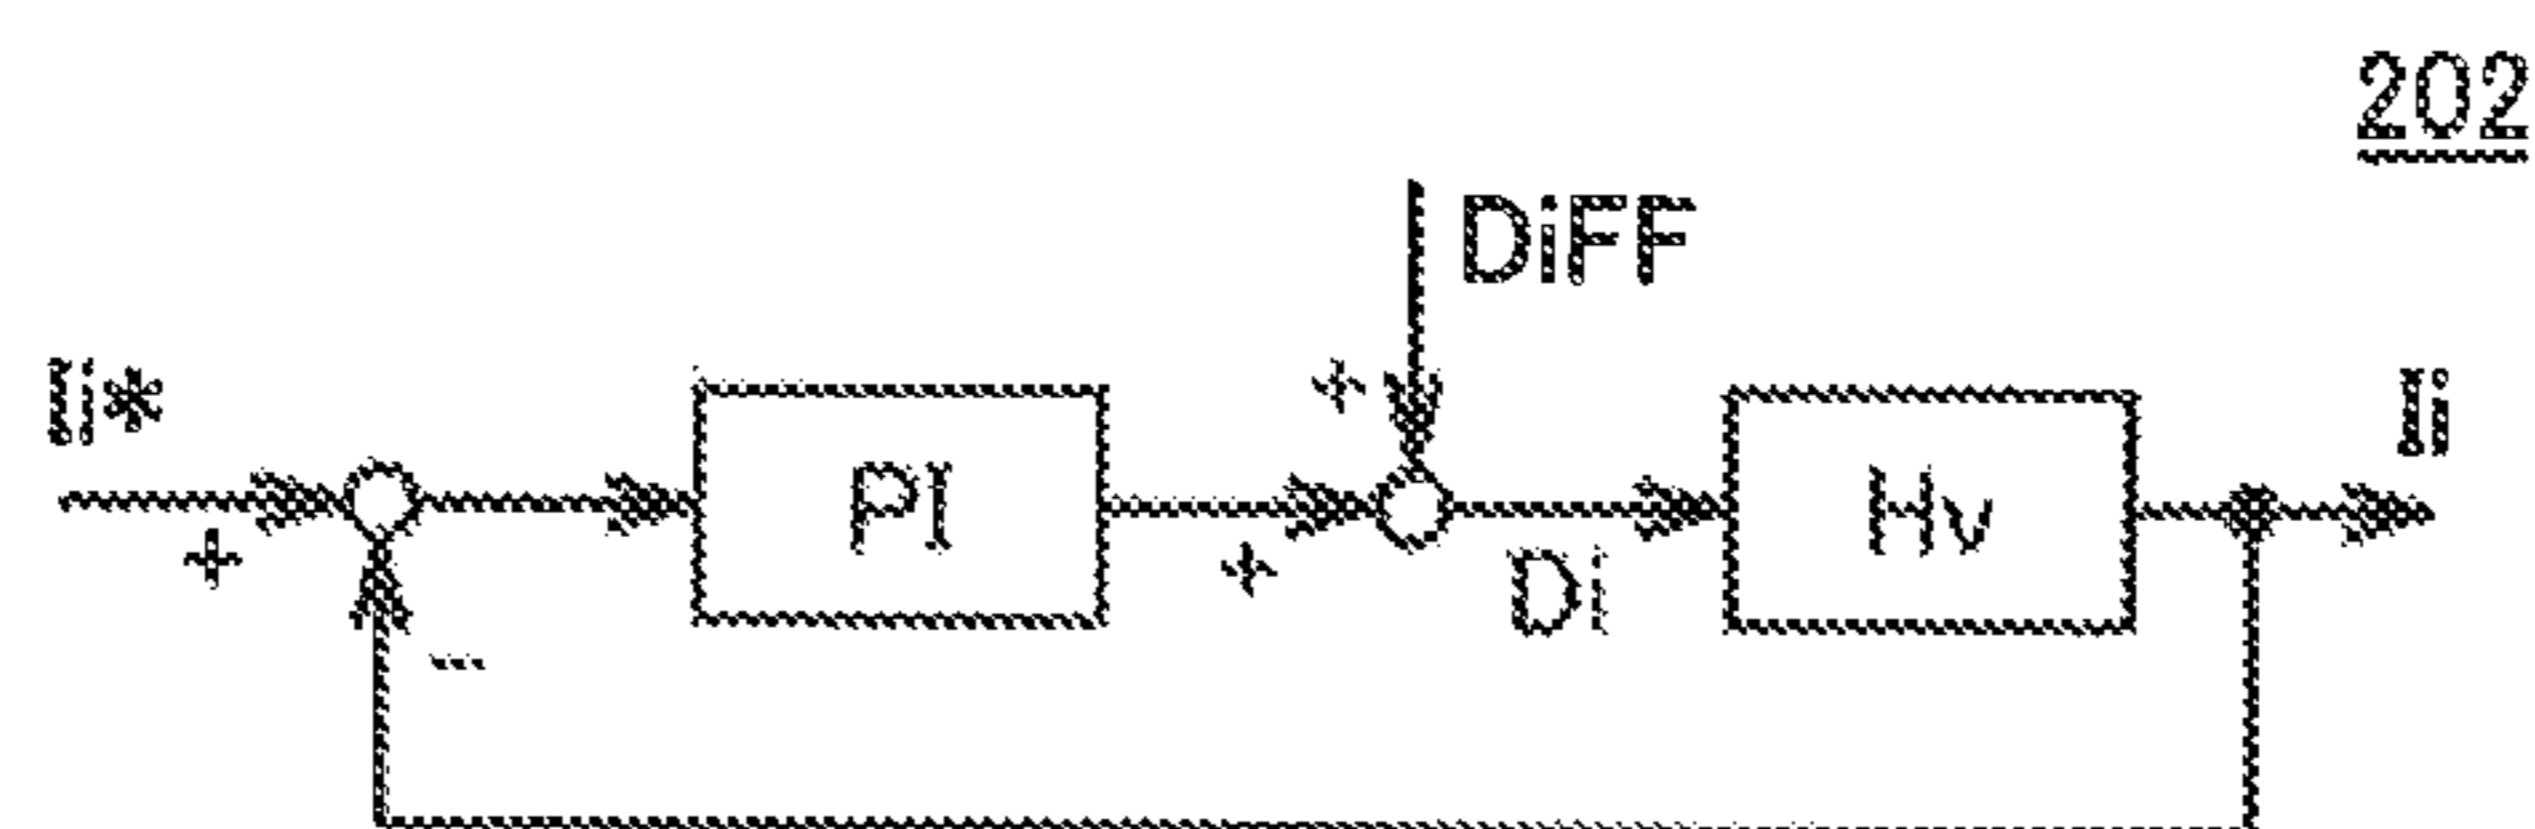 202
DiFF
Ii*
+
Ii
PI
Hv
+
+
Di
-